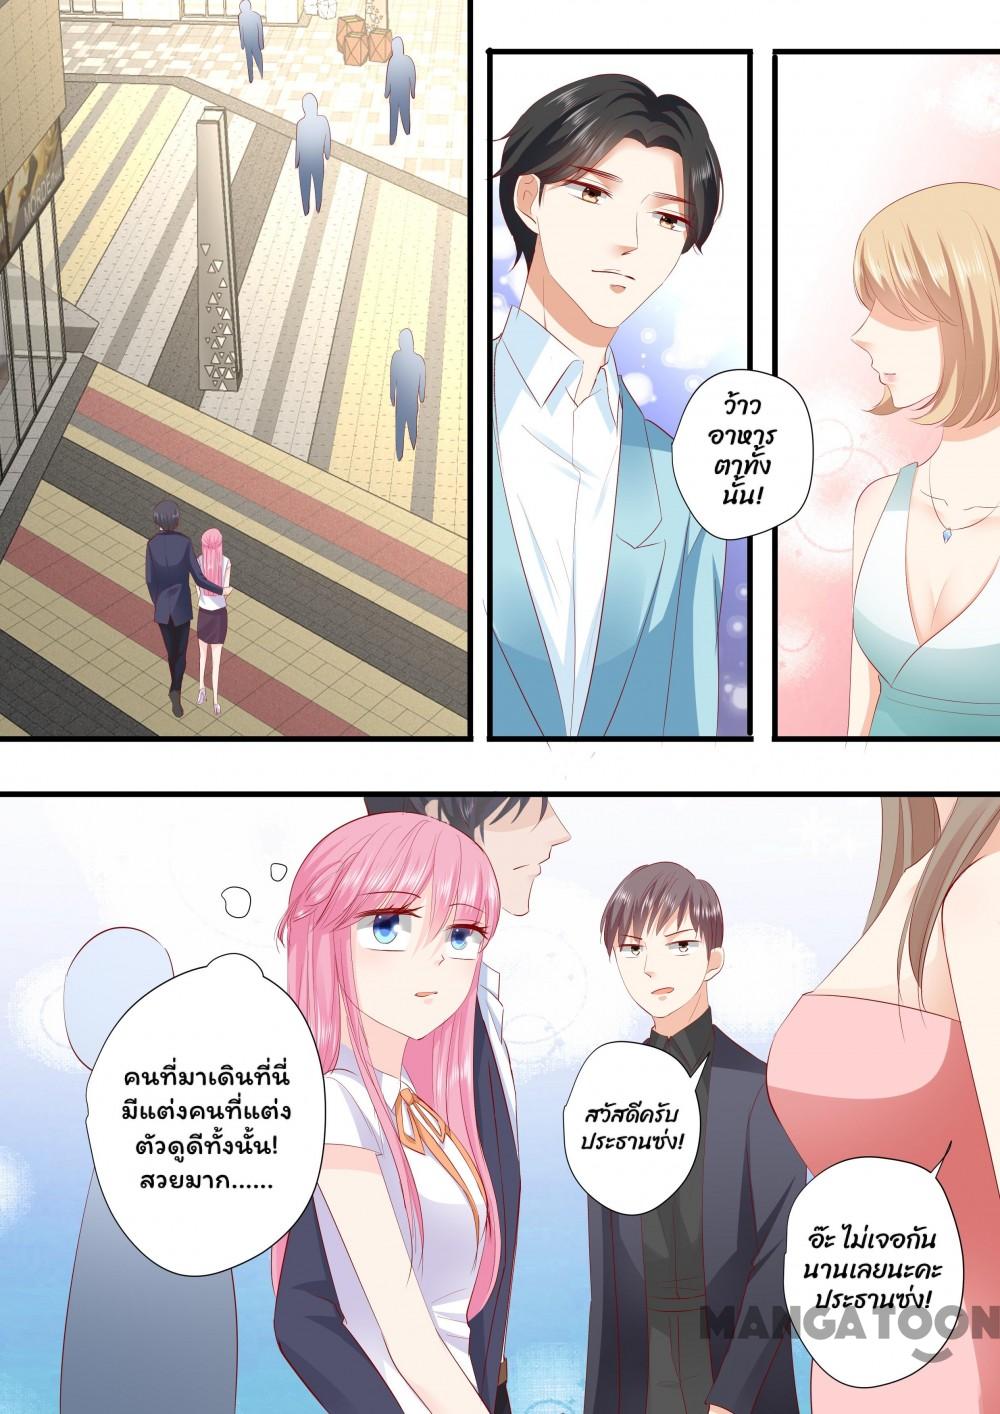 MORDE
ว้าว
อาหาร
ตาทั้ง
นั้น!
คนที่มาเดินที่นี่
มีแต่งคนที่แต่ง
ตัวดูดีทั้งนั้น!
สวยมาก......
สวัสดีครับ
ประธานซ่ง!
อ๊ะ ไม่เจอกัน
นานเลยนะคะ
ประธานซ่ง!
MANGATOON